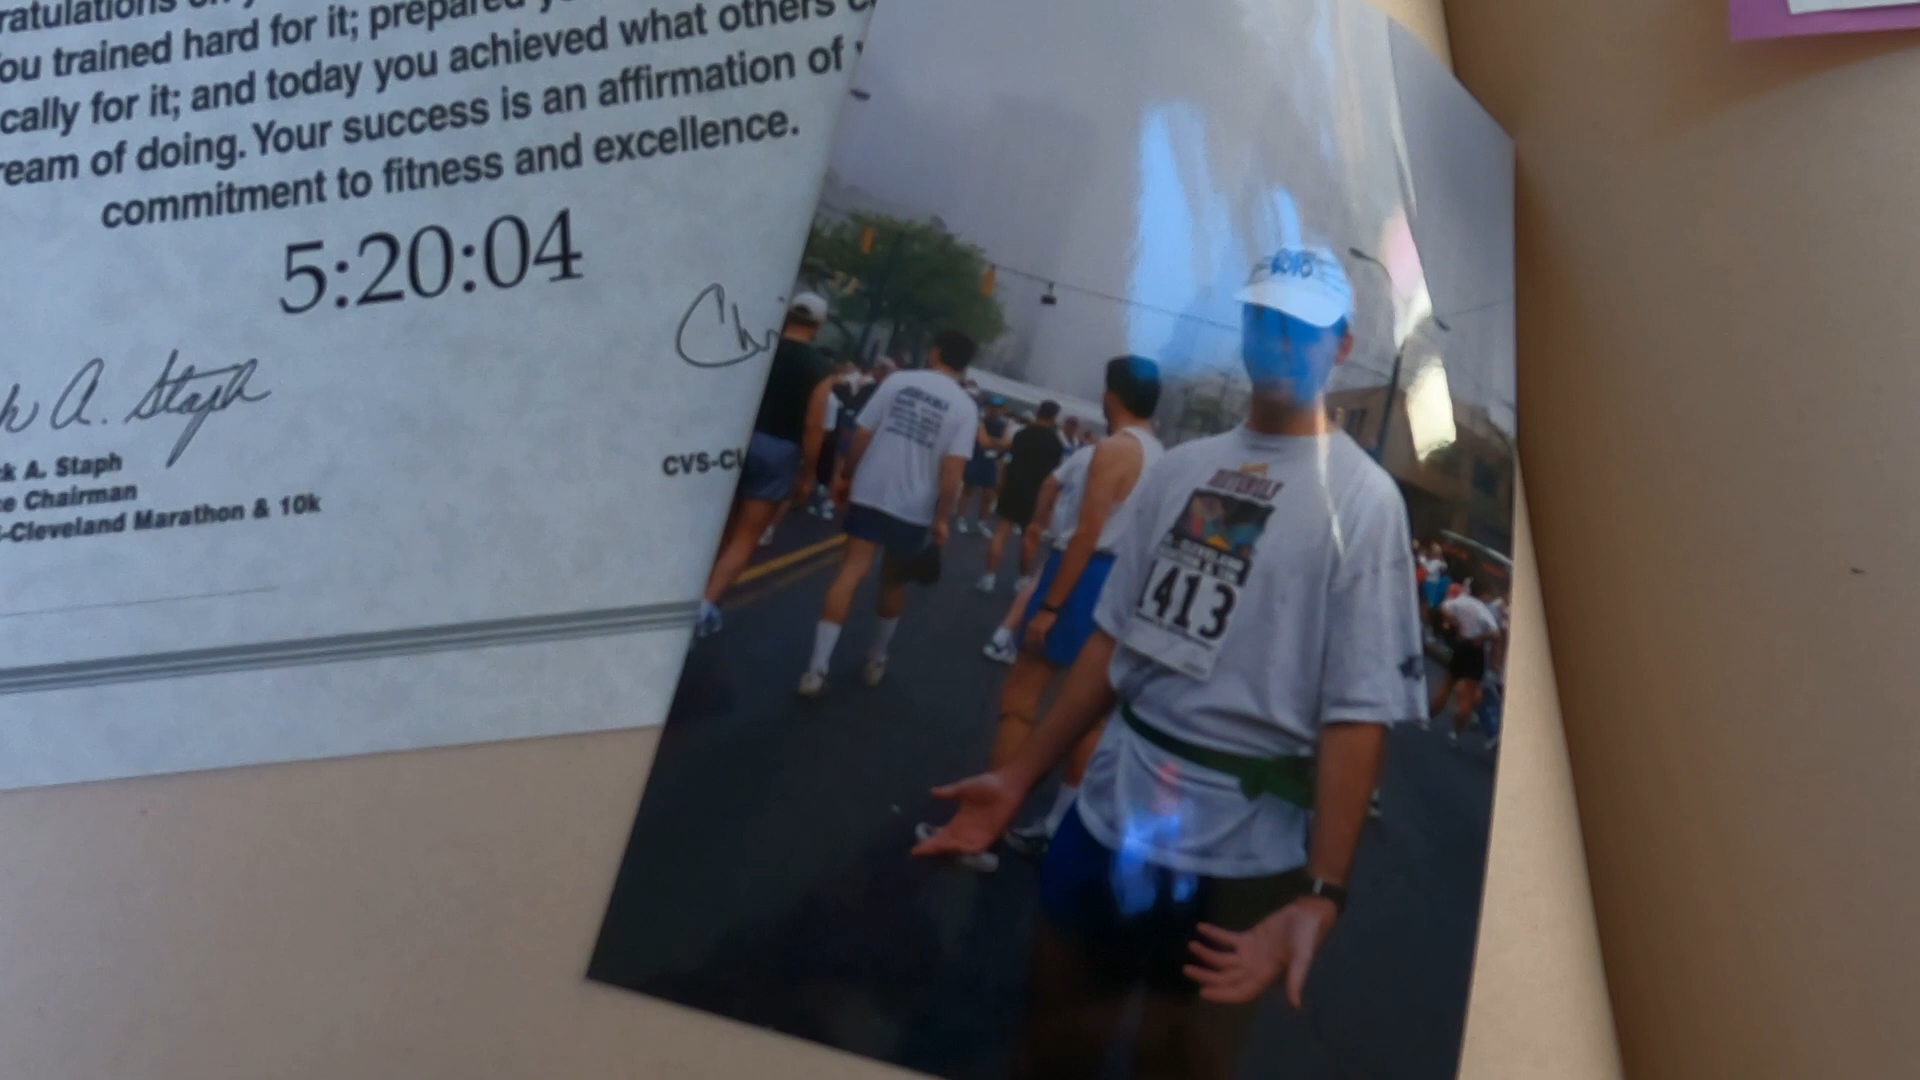 ratulations
ou trained hard for it; prepared
cally for it; and today you achieved what others
ream of doing. Your success is an affirmation of
commitment to fitness and excellence.
5:20:04
A. Staph
k A. Staph
e Chairman
-Cleveland Marathon & 10k
CVS-Cl
1413